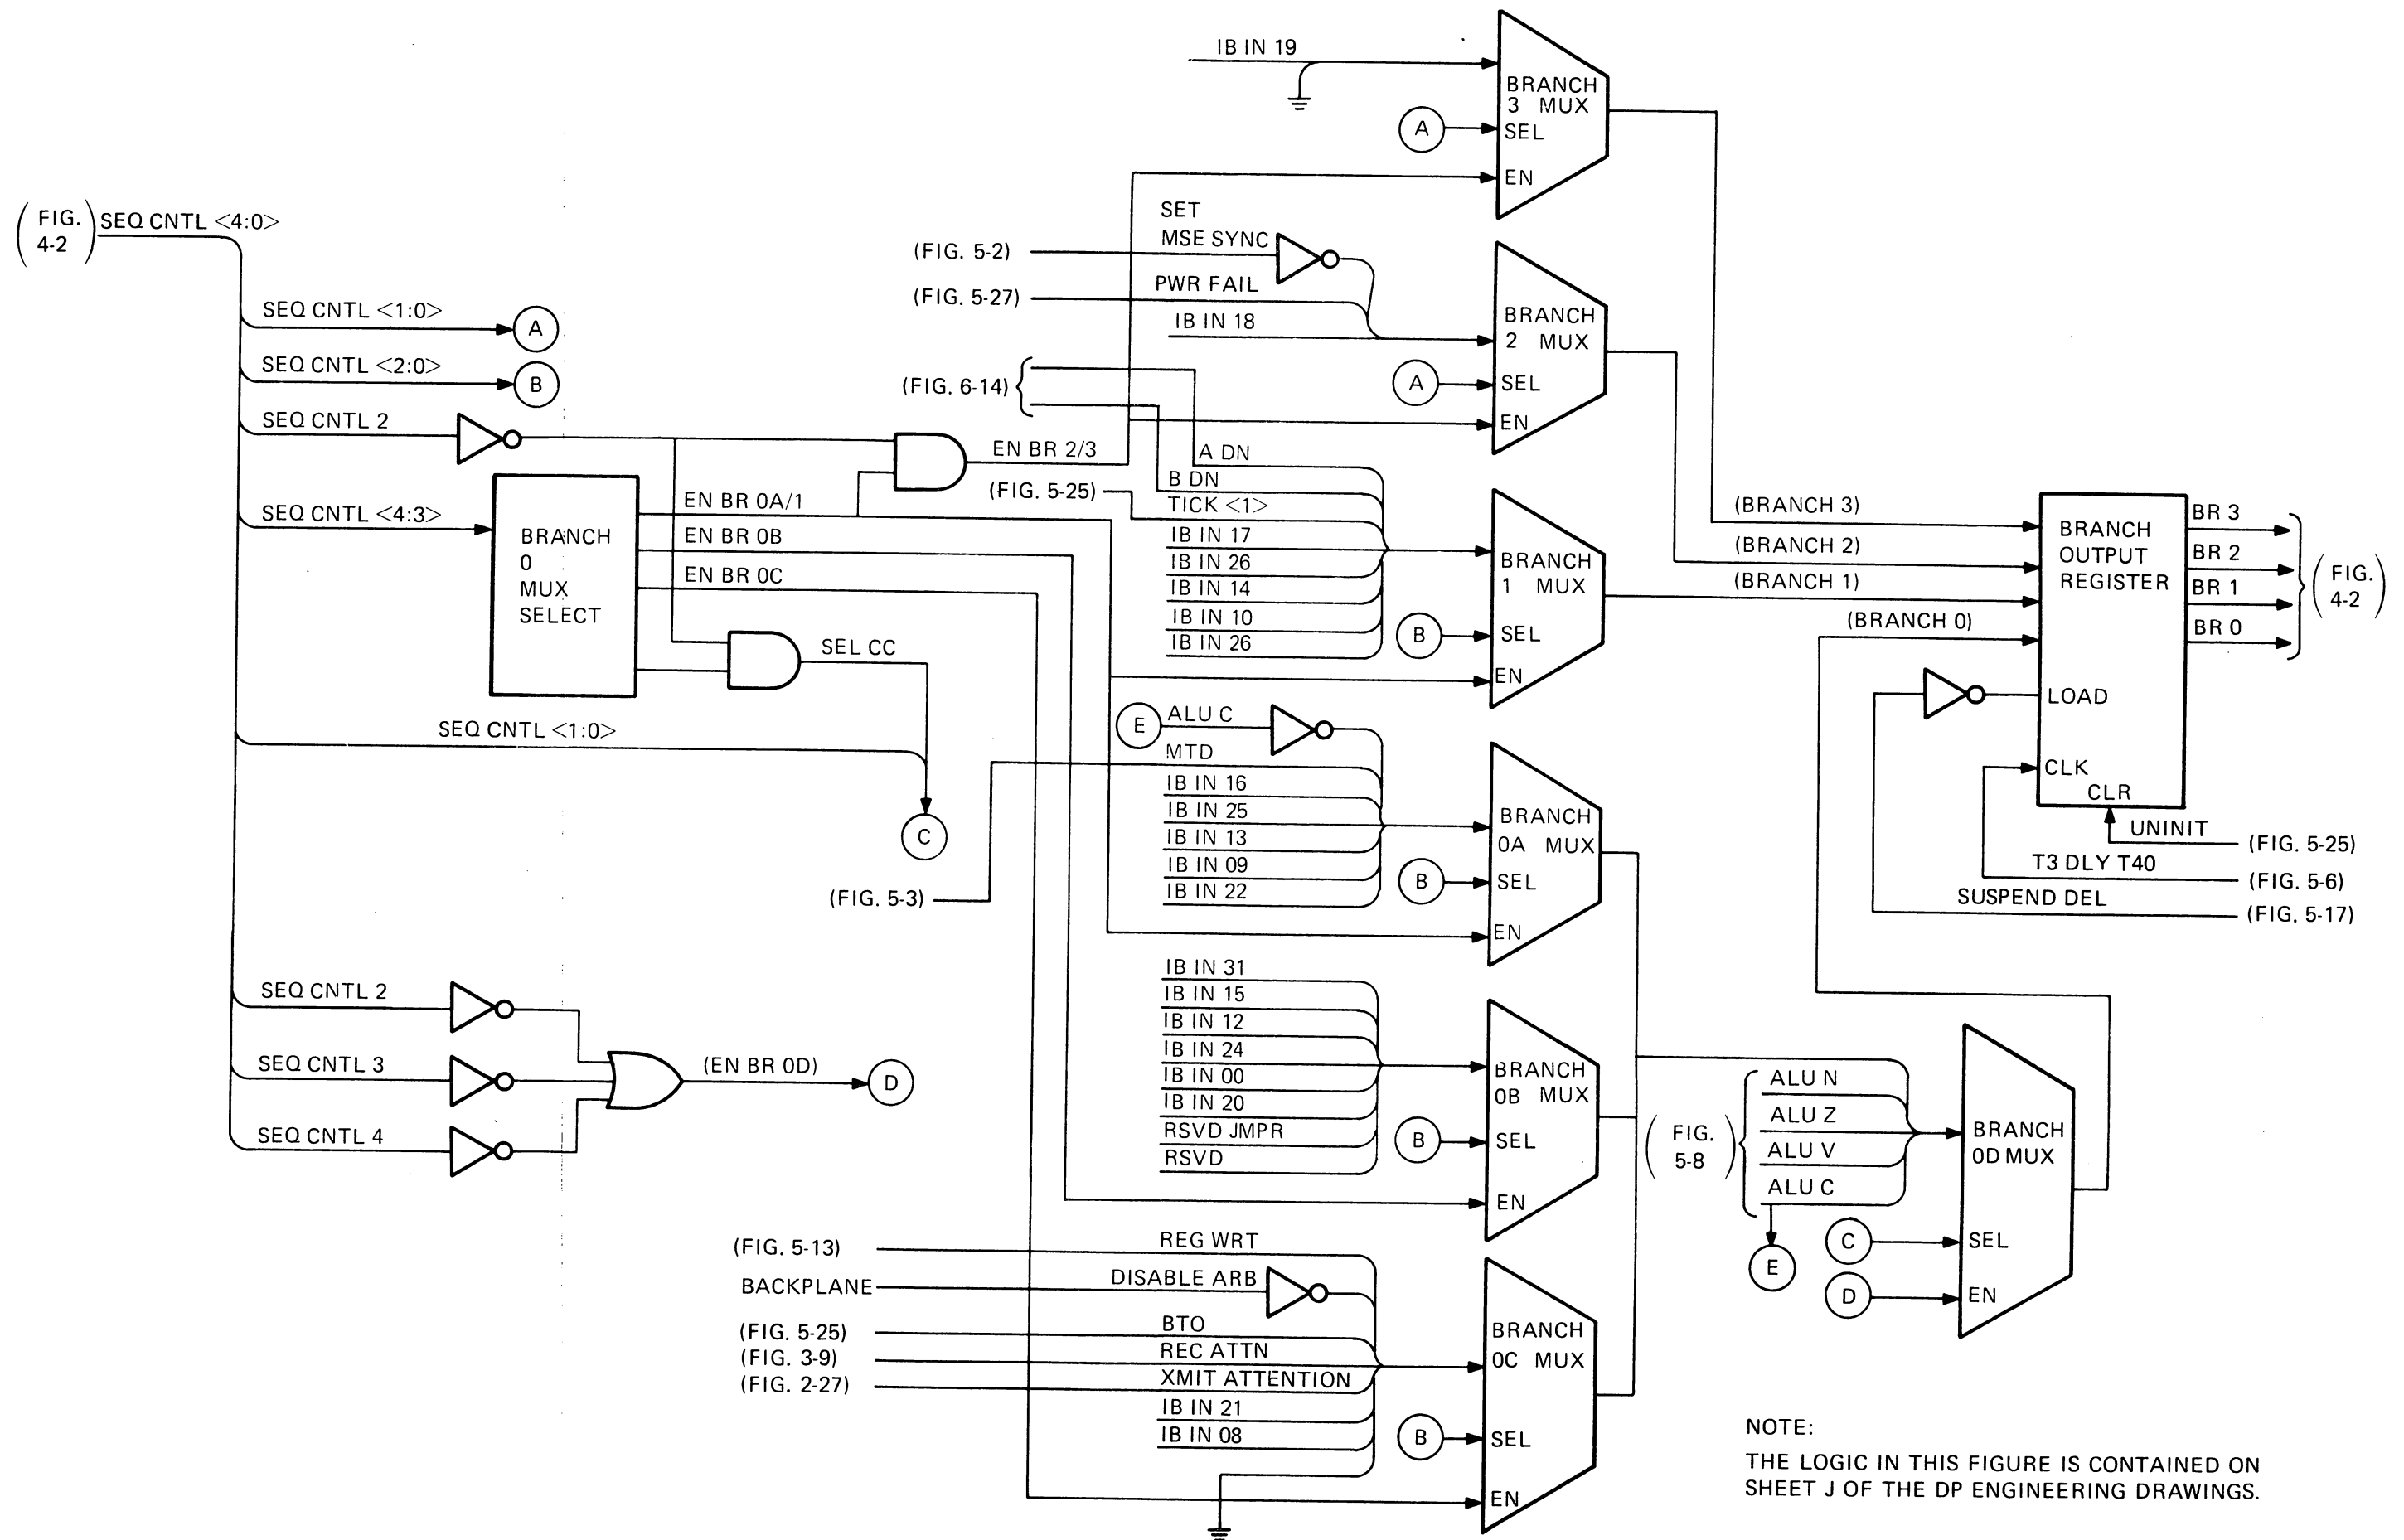 IB IN 19
BRANCH
3 MUX
A
SEL
EN
(FIG. 4-2)
SEQ CNTL <4:0>
SET
MSE SYNC
(FIG. 5-2)
PWR FAIL
(FIG. 5-27)
IB IN 18
BRANCH
2 MUX
A
SEL
EN
SEQ CNTL <1:0>
A
SEQ CNTL <2:0>
B
SEQ CNTL 2
(FIG. 6-14)
EN BR 2/3
A DN
B DN
(FIG. 5-25)
TICK <1>
IB IN 17
IB IN 26
IB IN 14
IB IN 10
IB IN 26
BRANCH
1 MUX
B
SEL
EN
SEQ CNTL <4:3>
BRANCH
0
MUX
SELECT
EN BR 0A/1
EN BR 0B
EN BR 0C
SEL CC
SEQ CNTL <1:0>
C
(BRANCH 3)
(BRANCH 2)
(BRANCH 1)
(BRANCH 0)
BRANCH
OUTPUT
REGISTER
LOAD
CLK
CLR
BR 3
BR 2
BR 1
BR 0
(FIG. 4-2)
UNINIT
(FIG. 5-25)
T3 DLY T40
(FIG. 5-6)
SUSPEND DEL
(FIG. 5-17)
E
ALU C
MTD
IB IN 16
IB IN 25
IB IN 13
IB IN 09
IB IN 22
(FIG. 5-3)
BRANCH
0A MUX
B
SEL
EN
SEQ CNTL 2
SEQ CNTL 3
SEQ CNTL 4
(EN BR 0D)
D
IB IN 31
IB IN 15
IB IN 12
IB IN 24
IB IN 00
IB IN 20
RSVD JMPR
RSVD
BRANCH
0B MUX
B
SEL
EN
(FIG. 5-8)
ALU N
ALU Z
ALU V
ALU C
E
BRANCH
0D MUX
C
SEL
D
EN
(FIG. 5-13)
REG WRT
BACKPLANE
DISABLE ARB
(FIG. 5-25)
BTO
(FIG. 3-9)
REC ATTN
(FIG. 2-27)
XMIT ATTENTION
IB IN 21
IB IN 08
BRANCH
0C MUX
B
SEL
EN
NOTE:
THE LOGIC IN THIS FIGURE IS CONTAINED ON
SHEET J OF THE DP ENGINEERING DRAWINGS.